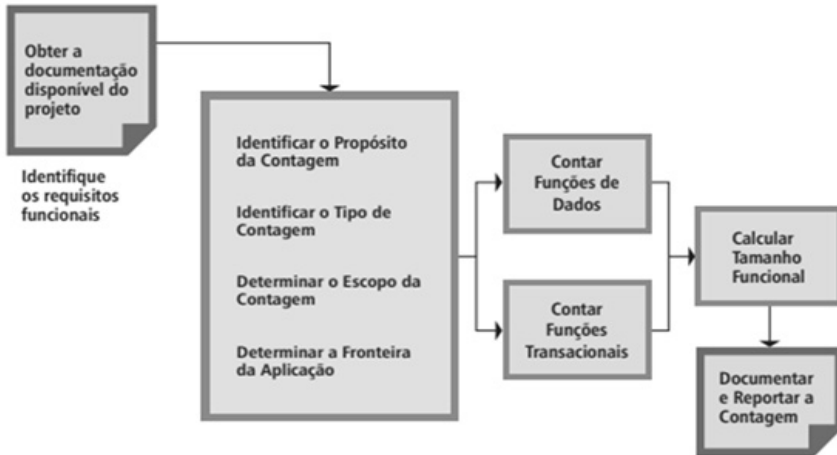 Obter a
documentação
disponível do
projeto
Identifique
os requisitos
funcionais
Identificar o Propósito
da Contagem
Identificar o Tipo de
Contagem
Determinar o Escopo da
Contagem
Determinar a Fronteira
da Aplicação
Contar
Funções de
Dados
Contar
Funções
Transacionais
Calcular
Tamanho
Funcional
Documentar
e Reportar a
Contagem